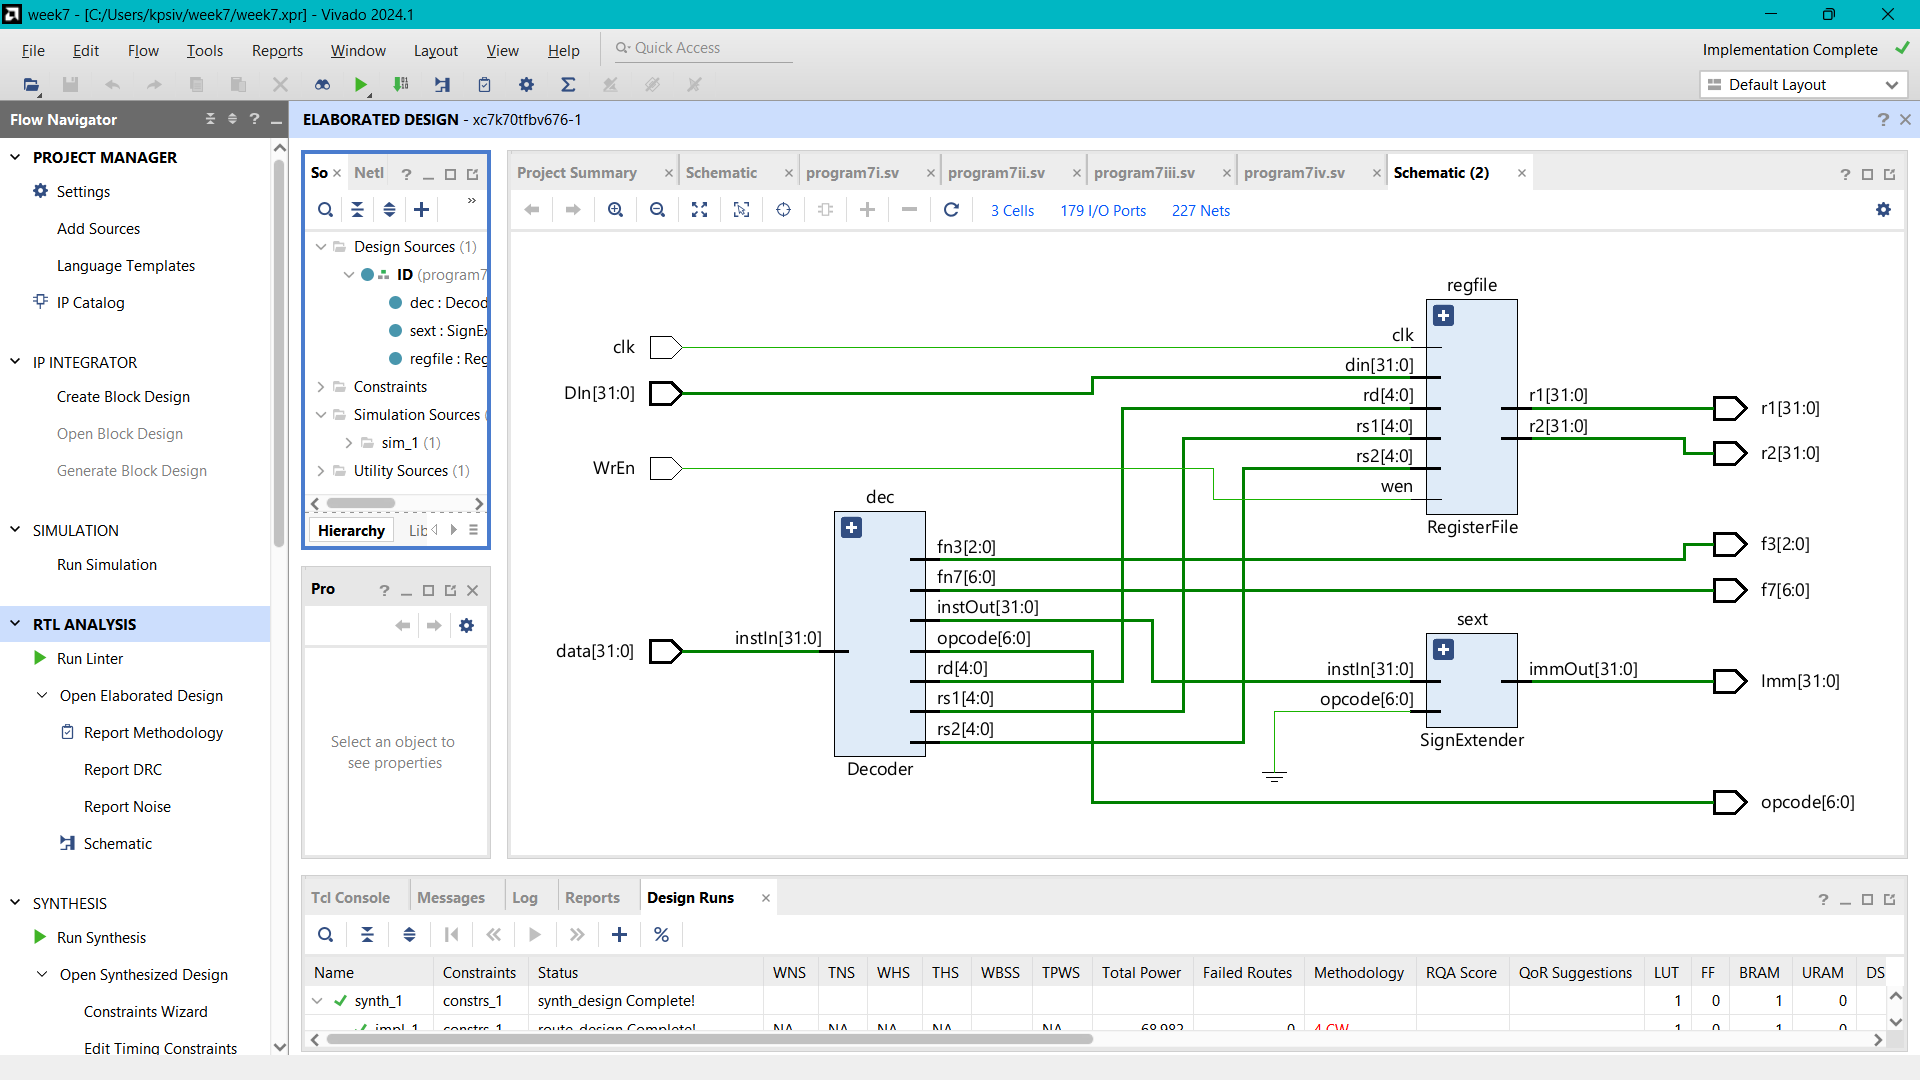 week7 - [C:/Users/kpsiv/week7/week7.xpr] - Vivado 2024.1
File Edit Flow Tools Reports Window Layout View Help Quick Access
Implementation Complete
Default Layout
Flow Navigator
PROJECT MANAGER
Settings
Add Sources
Language Templates
IP Catalog
IP INTEGRATOR
Create Block Design
Open Block Design
Generate Block Design
SIMULATION
Run Simulation
RTL ANALYSIS
Run Linter
Open Elaborated Design
Report Methodology
Report DRC
Report Noise
Schematic
SYNTHESIS
Run Synthesis
Open Synthesized Design
Constraints Wizard
Edit Timing Constraints
ELABORATED DESIGN - xc7k70tfbv676-1
So Netl
Design Sources (1)
ID (program7
dec : Decod
sext : SignEx
regfile : Reg
Constraints
Simulation Sources
sim_1 (1)
Utility Sources (1)
Hierarchy Lib
Pro
Select an object to
see properties
Project Summary Schematic program7i.sv program7ii.sv program7iii.sv program7iv.sv Schematic (2)
3 Cells 179 I/O Ports 227 Nets
regfile
clk
DIn[31:0]
WrEn
clk
din[31:0]
rd[4:0]
rs1[4:0]
rs2[4:0]
wen
r1[31:0]
r2[31:0]
RegisterFile
r1[31:0]
r2[31:0]
dec
data[31:0]
instIn[31:0]
fn3[2:0]
fn7[6:0]
instOut[31:0]
opcode[6:0]
rd[4:0]
rs1[4:0]
rs2[4:0]
Decoder
f3[2:0]
f7[6:0]
sext
instIn[31:0]
opcode[6:0]
immOut[31:0]
SignExtender
Imm[31:0]
opcode[6:0]
Tcl Console Messages Log Reports Design Runs
Name Constraints Status WNS TNS WHS THS WBSS TPWS Total Power Failed Routes Methodology RQA Score QoR Suggestions LUT FF BRAM URAM DS
synth_1 constrs_1 synth_design Complete! 1 0 1 0
impl_1 constrs_1 route_design Complete! NA NA NA NA NA 68.982 0 4 CW 1 0 1 0